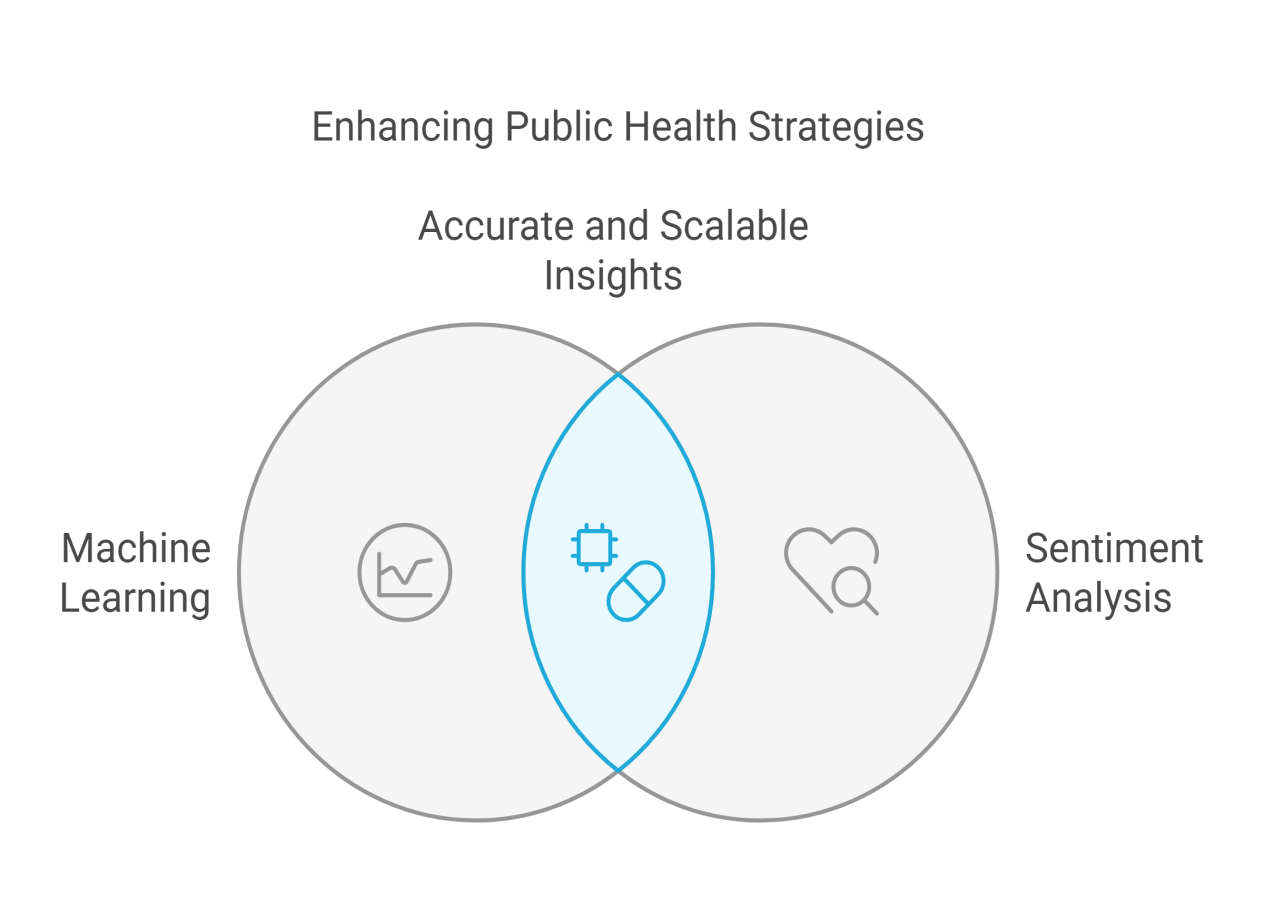 Enhancing Public Health Strategies
Accurate and Scalable
Insights
Machine
Learning
Sentiment
Analysis